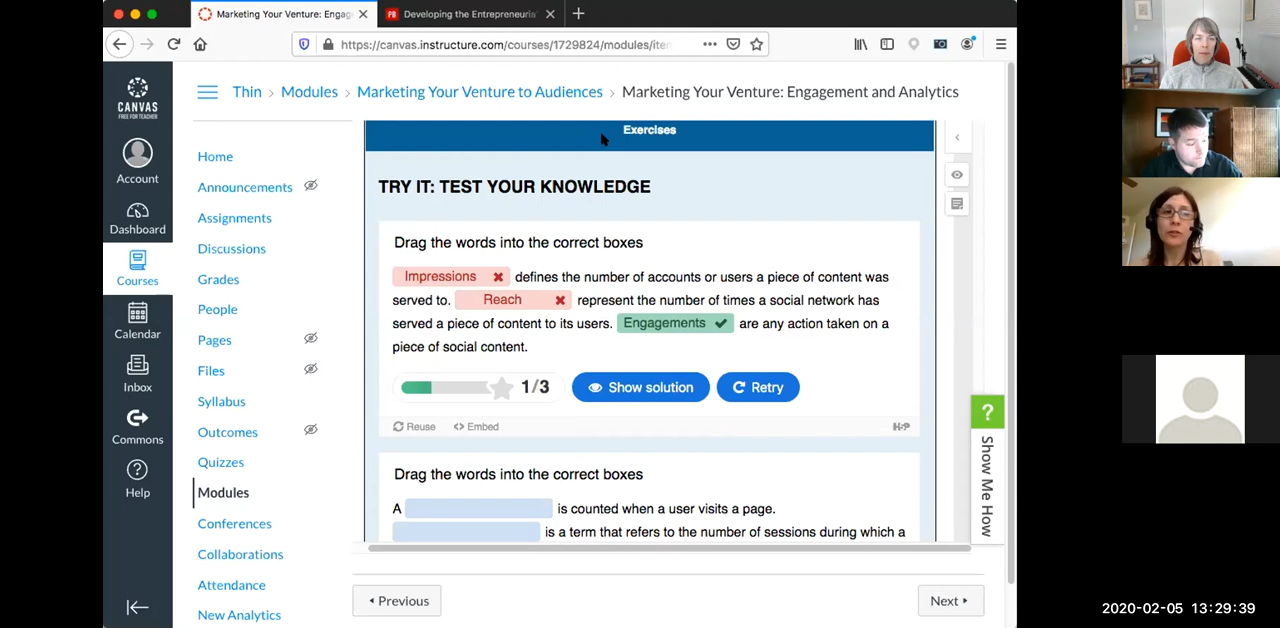 Marketing Your Venture: Engag
Developing the Entrepreneuris
https://canvas.instructure.com/courses/1729824/modules/iter
CANVAS
FREE FOR TEACHER
Account
Dashboard
Courses
Calendar
Inbox
Commons
Help
Thin > Modules > Marketing Your Venture to Audiences > Marketing Your Venture: Engagement and Analytics
Home
Announcements
Assignments
Discussions
Grades
People
Pages
Files
Syllabus
Outcomes
Quizzes
Modules
Conferences
Collaborations
Attendance
New Analytics
Exercises
TRY IT: TEST YOUR KNOWLEDGE
Drag the words into the correct boxes
Impressions defines the number of accounts or users a piece of content was
served to. Reach represent the number of times a social network has
served a piece of content to its users. Engagements are any action taken on a
piece of social content.
1/3
Show solution
Retry
Reuse
<> Embed
H-P
Drag the words into the correct boxes
A is counted when a user visits a page.
is a term that refers to the number of sessions during which a
Previous
Next
?
Show Me How
2020-02-05 13:29:39